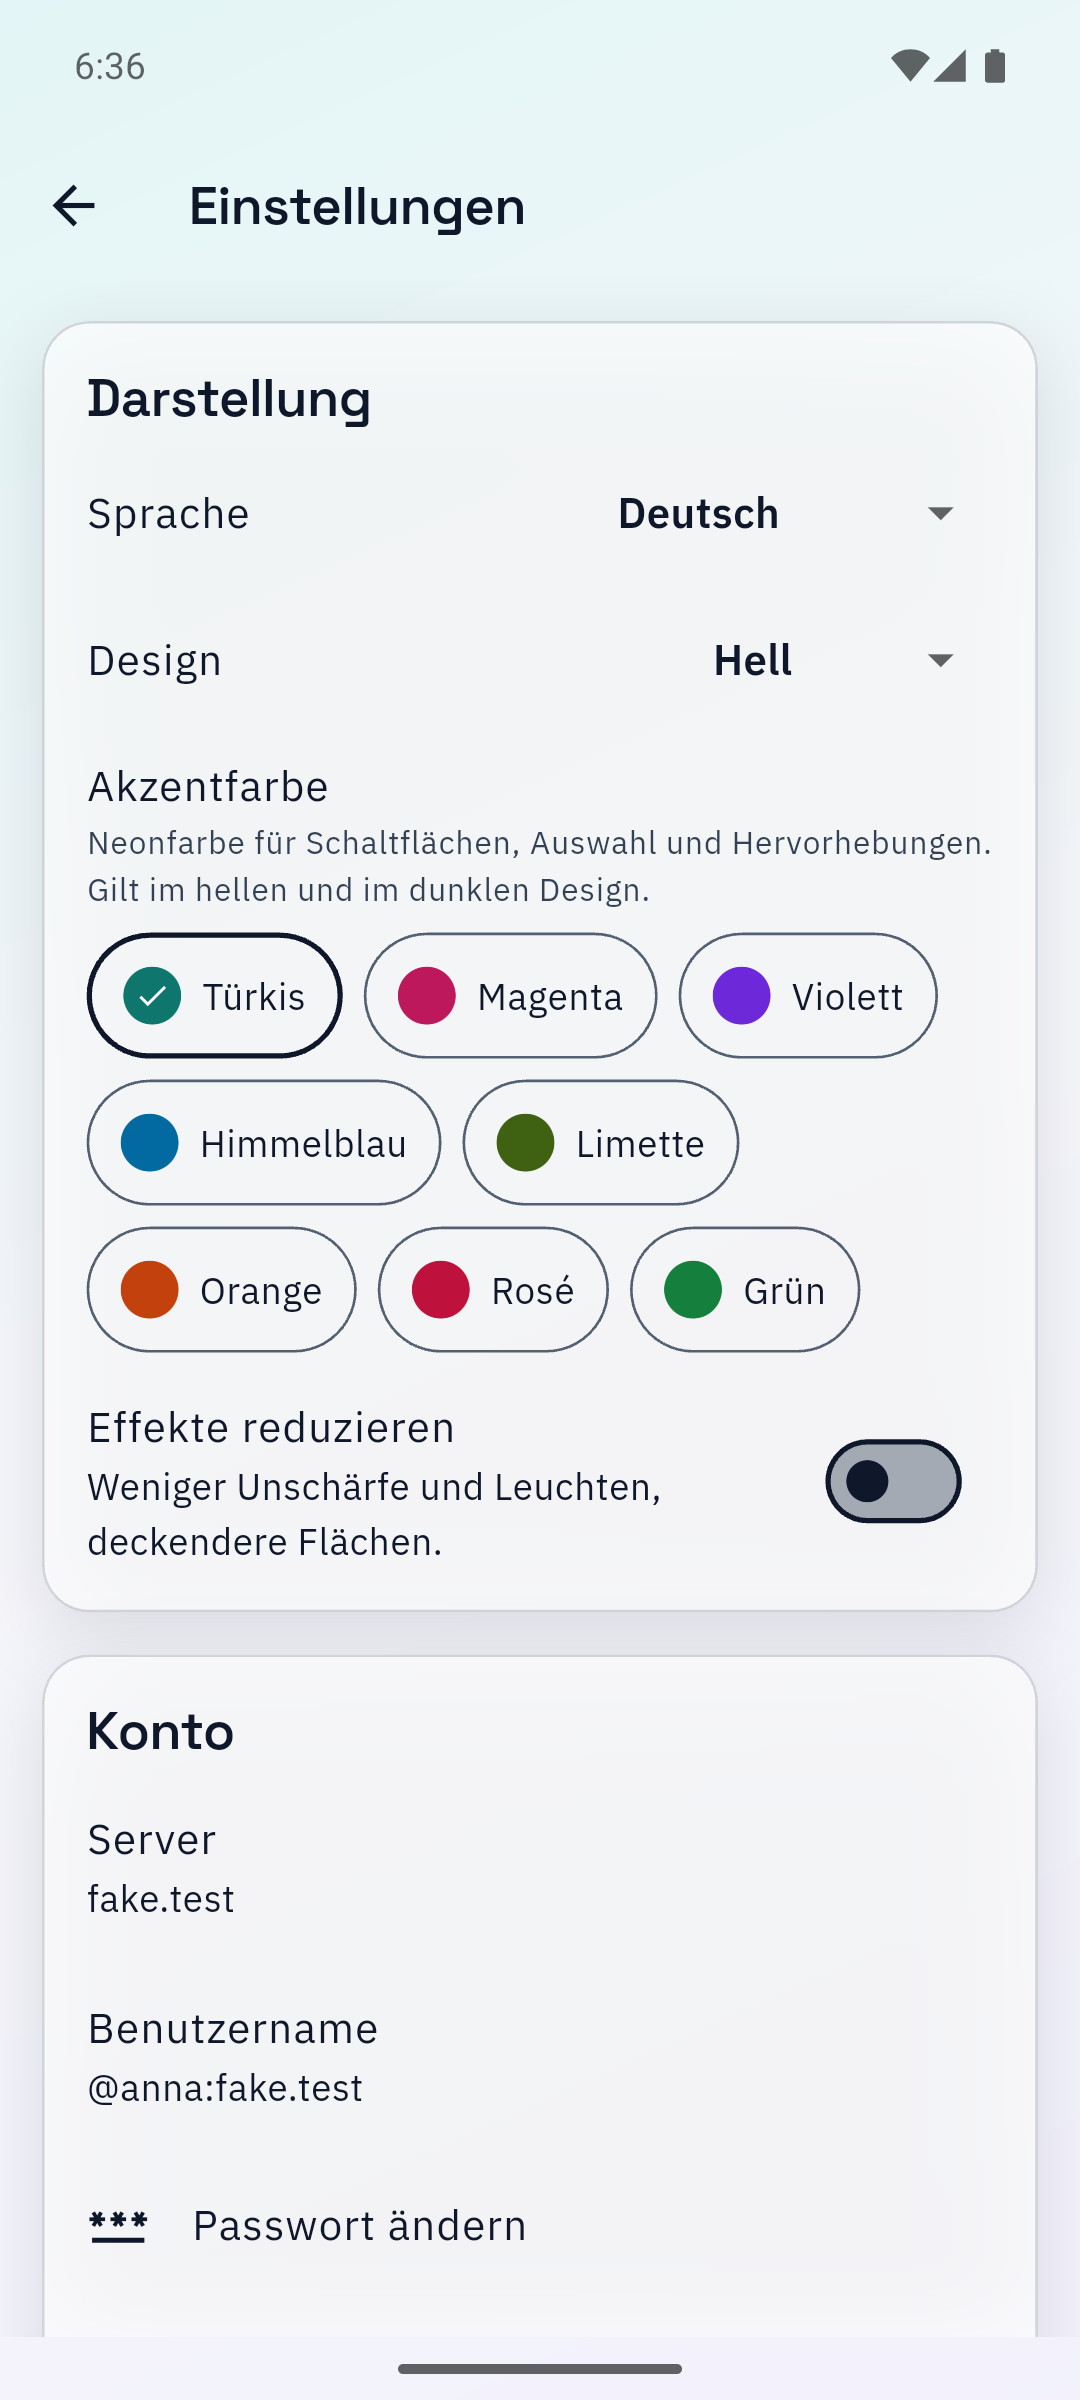 6:36
Einstellungen
Darstellung
Sprache Deutsch
Design Hell
Akzentfarbe
Neonfarbe für Schaltflächen, Auswahl und Hervorhebungen.
Gilt im hellen und im dunklen Design.
Türkis Magenta Violett
Himmelblau Limette
Orange Rosé Grün
Effekte reduzieren
Weniger Unschärfe und Leuchten,
deckendere Flächen.
Konto
Server
fake.test
Benutzername
@anna:fake.test
Passwort ändern